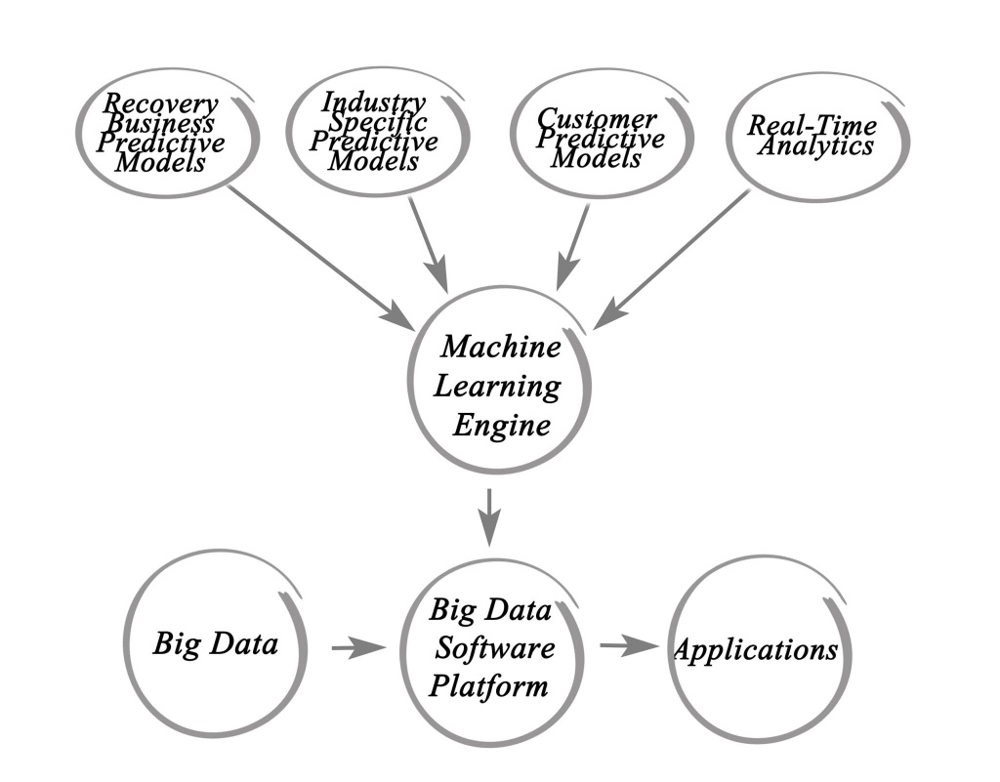 Recovery
Business
Predictive
Models
Industry
Specific
Predictive
Models
Customer
Predictive
Models
Real-Time
Analytics
Machine
Learning
Engine
Big Data
Big Data
Software
Platform
Applications